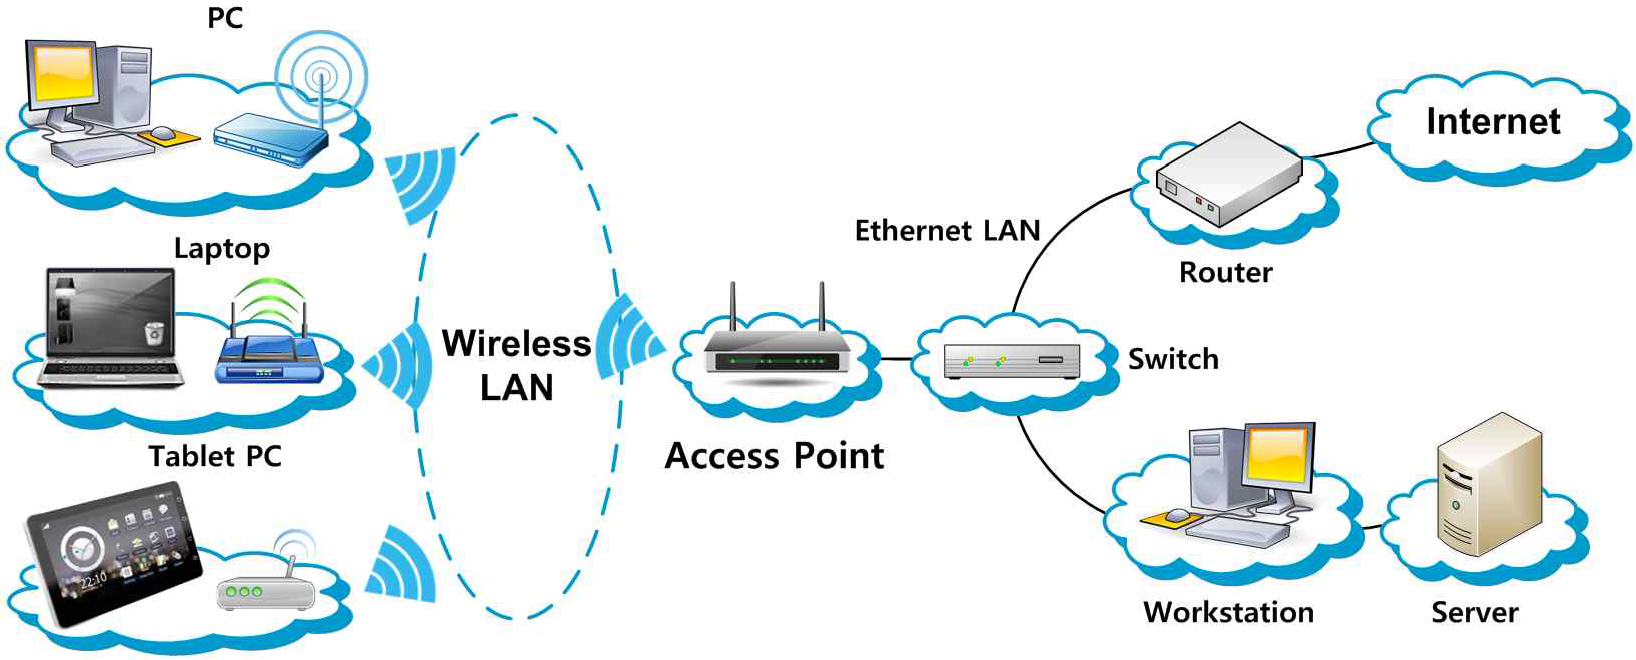 PC
Internet
Ethernet LAN
Laptop
Router
Wireless
LAN
Switch
Access Point
Tablet PC
22:10
Workstation
Server